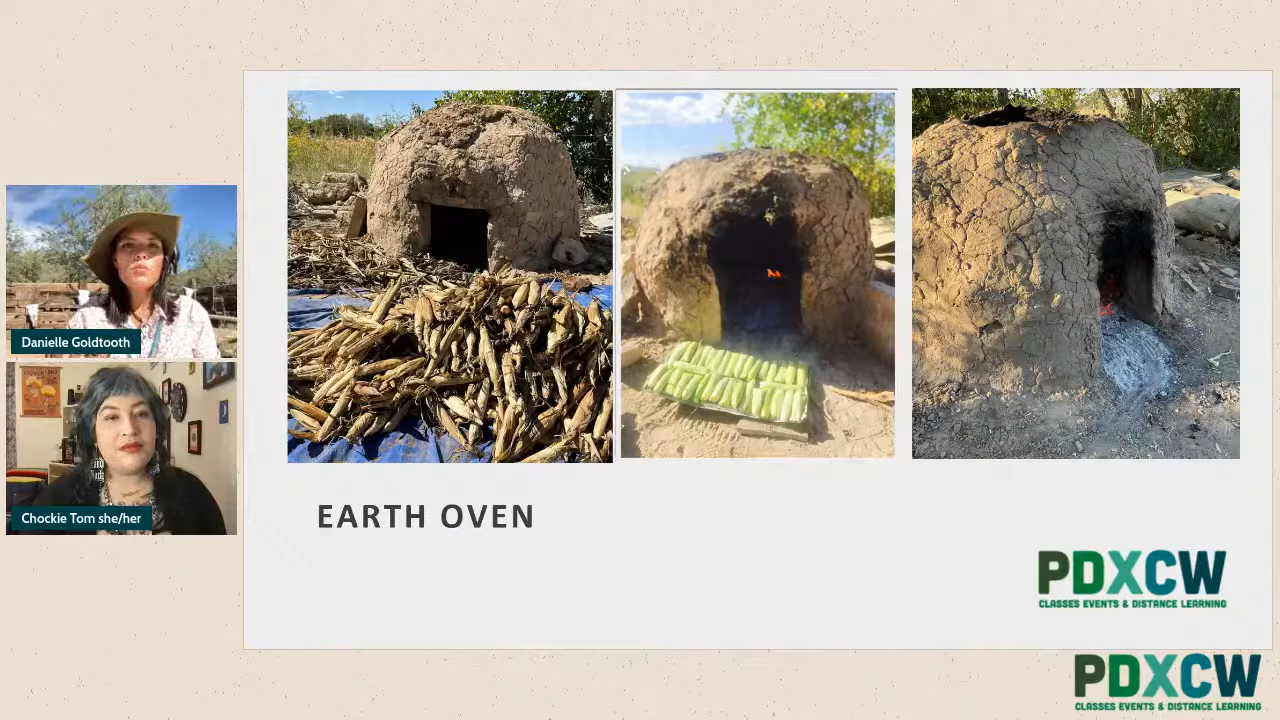 Danielle Goldtooth
Chockie Tom she/her
EARTH OVEN
PDXCW
CLASSES EVENTS & DISTANCE LEARNING
PDXCW
CLASSES EVENTS & DISTANCE LEARNING